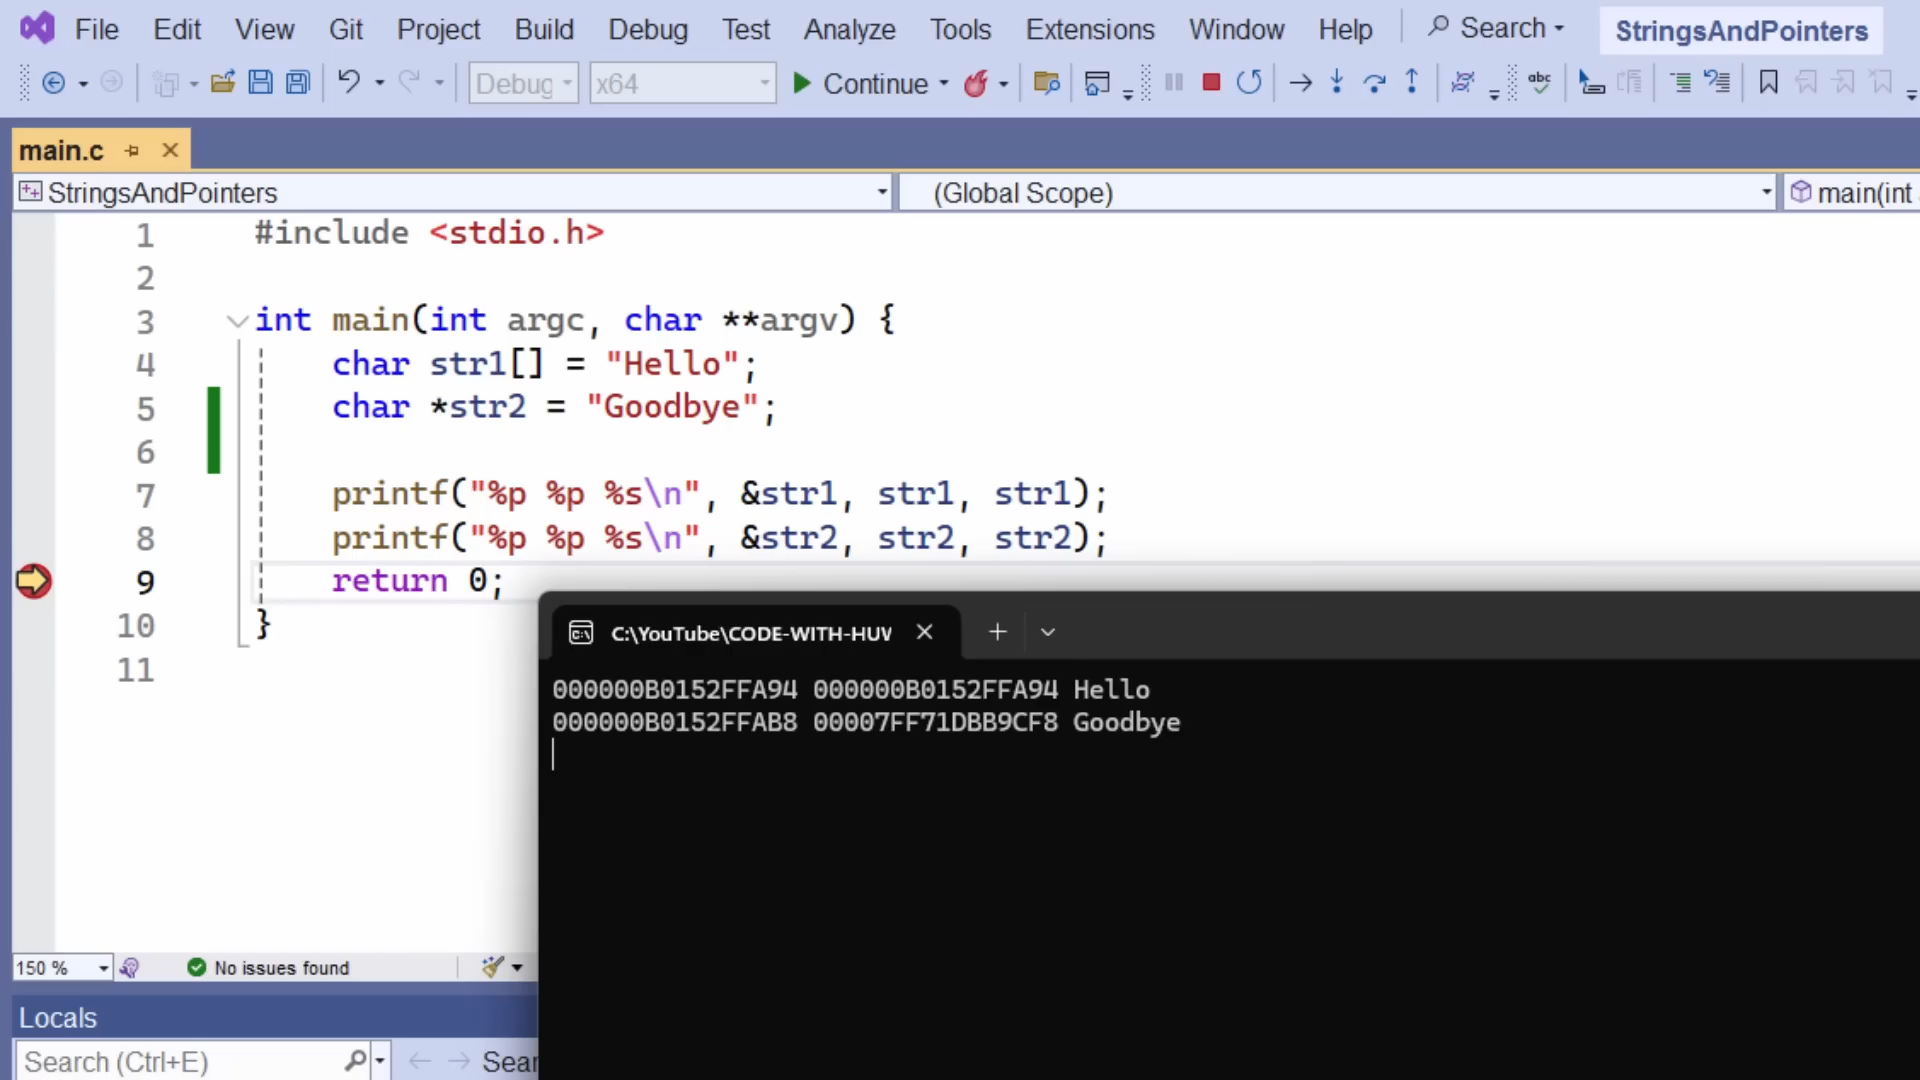 File Edit View Git Project Build Debug Test Analyze Tools Extensions Window Help Search StringsAndPointers
Debug x64 Continue abc
main.c
StringsAndPointers (Global Scope) main(int
1 #include <stdio.h>
2
3 int main(int argc, char **argv) {
4 char str1[] = "Hello";
5 char *str2 = "Goodbye";
6
7 printf("%p %p %s\n", &str1, str1, str1);
8 printf("%p %p %s\n", &str2, str2, str2);
9 return 0;
10 }
11
C:\YouTube\CODE-WITH-HUW
000000B0152FFA94 000000B0152FFA94 Hello
000000B0152FFAB8 00007FF71DBB9CF8 Goodbye
150 % No issues found
Locals
Search (Ctrl+E) Sear